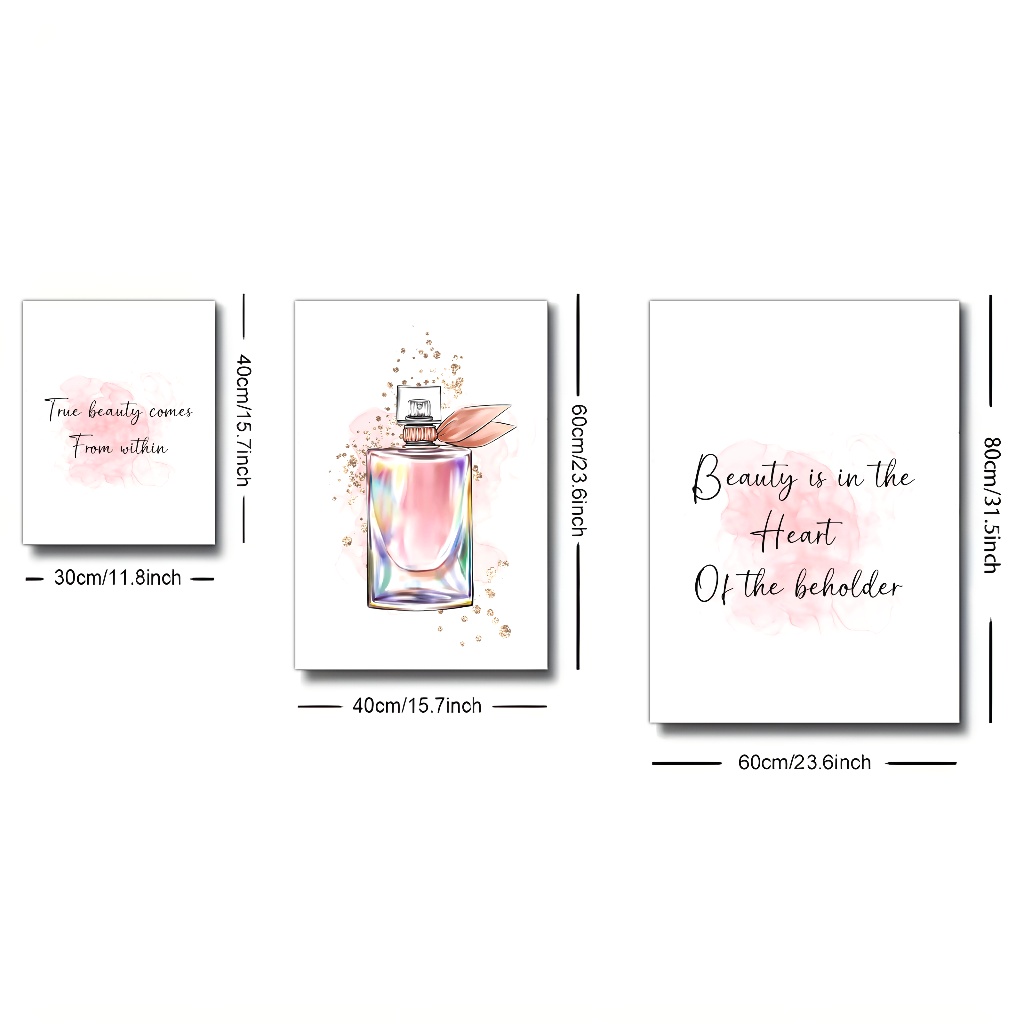 True beauty comes
From within
40cm/15.7inch
30cm/11.8inch
60cm/23.6inch
40cm/15.7inch
Beauty is in the
Heart
Of the beholder
80cm/31.5inch
60cm/23.6inch